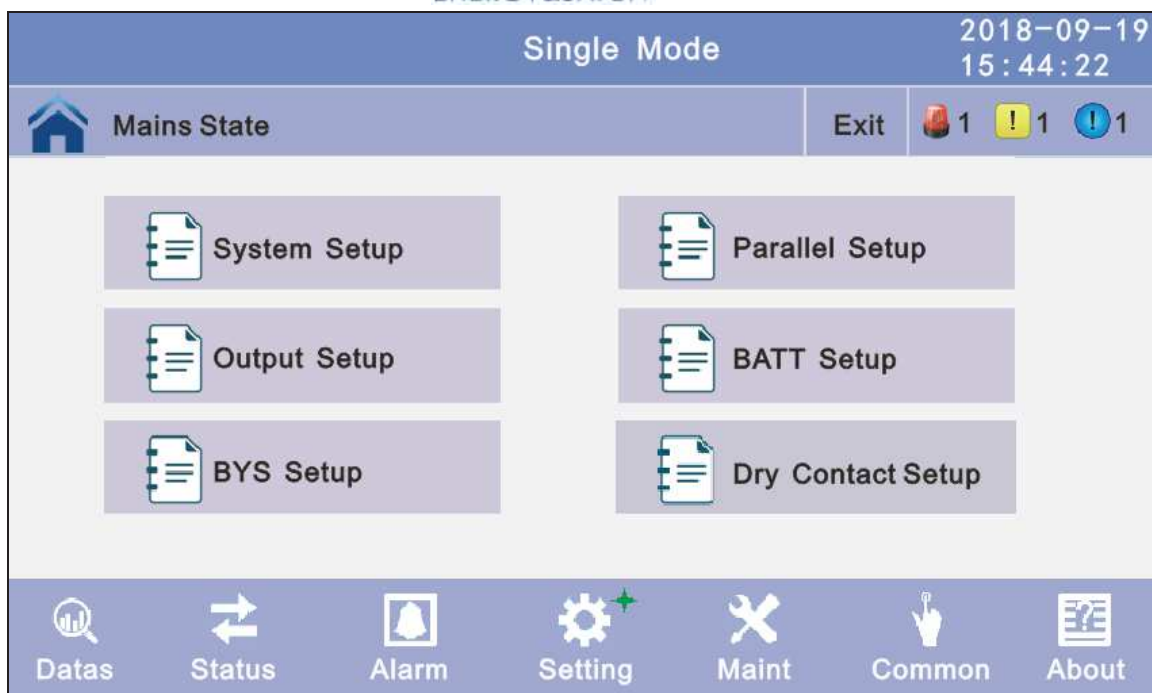 Single Mode
2018-09-19
15:44:22
Mains State
Exit
1
! 1
! 1
System Setup
Parallel Setup
Output Setup
BATT Setup
BYS Setup
Dry Contact Setup
Datas
Status
Alarm
Setting
Maint
Common
About